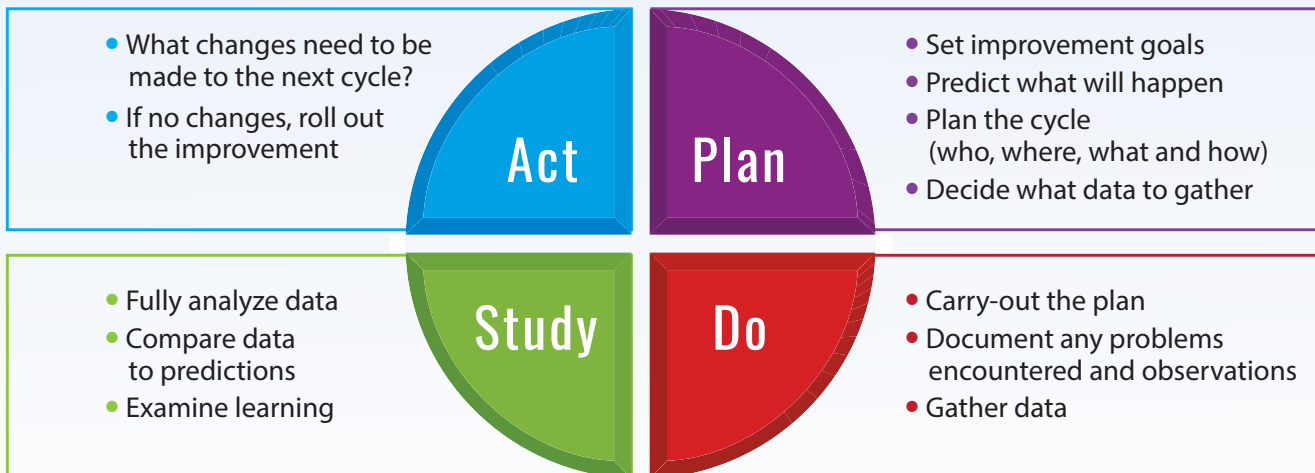 • What changes need to be
made to the next cycle?
• If no changes, roll out
the improvement
Act
Plan
• Set improvement goals
• Predict what will happen
• Plan the cycle
(who, where, what and how)
• Decide what data to gather
• Fully analyze data
• Compare data
to predictions
• Examine learning
Study
Do
• Carry-out the plan
• Document any problems
encountered and observations
• Gather data